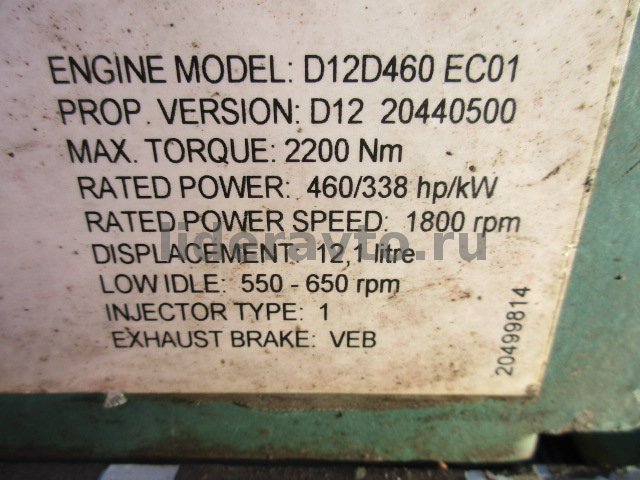 ENGINE MODEL: D12D460 EC01
PROP. VERSION: D12 20440500
MAX. TORQUE: 2200 Nm
RATED POWER: 460/338 hp/kW
RATED POWER SPEED: 1800 rpm
DISPLACEMENT: 12,1 litre
LOW IDLE: 550 - 650 rpm
INJECTOR TYPE: 1
EXHAUST BRAKE: VEB
20499814
lideravto.ru